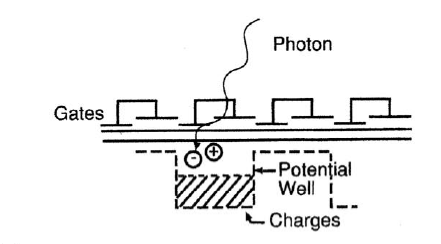 Photon
Gates
- +
Potential
Well
Charges